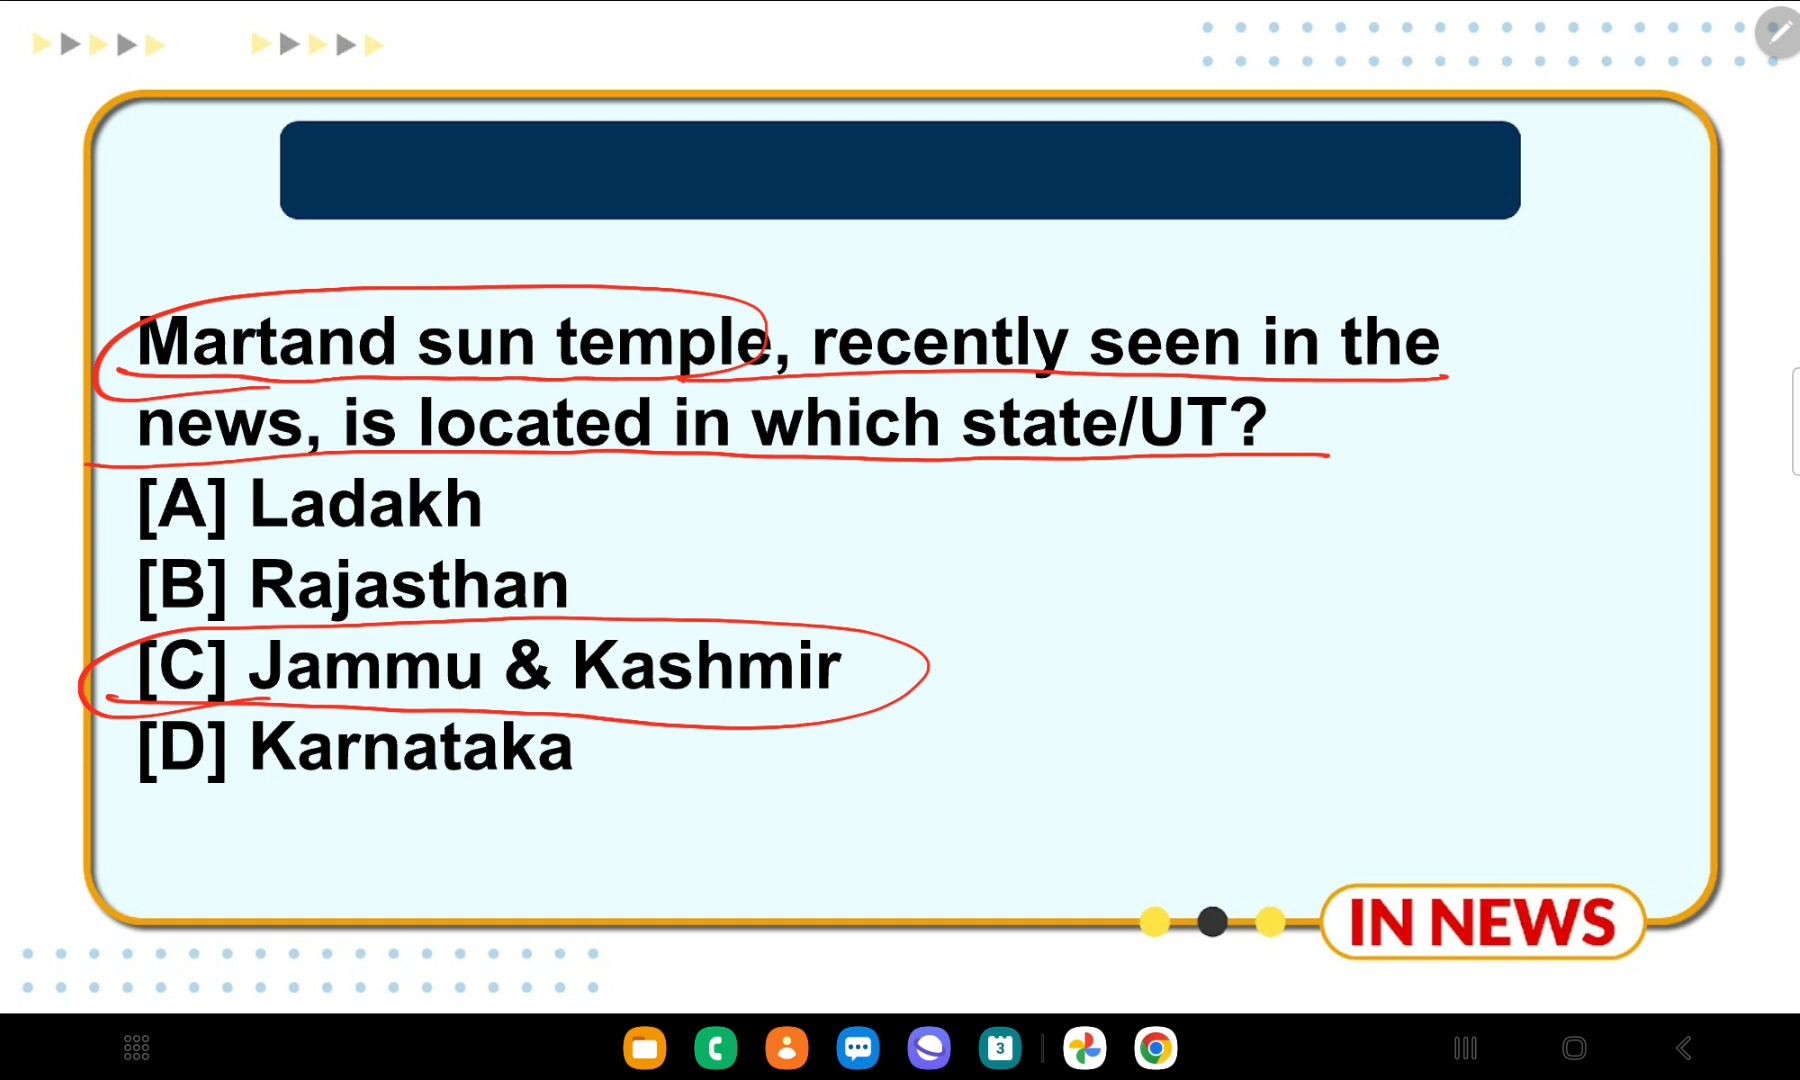 Martand sun temple, recently seen in the
news, is located in which state/UT?
[A] Ladakh
[B] Rajasthan
[C] Jammu & Kashmir
[D] Karnataka
IN NEWS
3